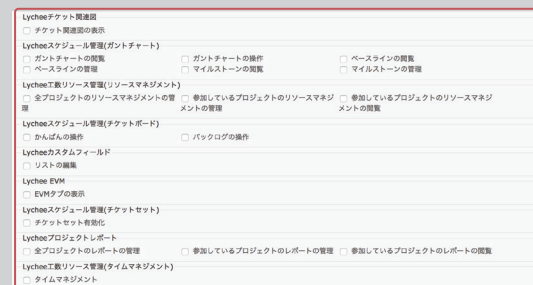 Lycheeチケット関連図
チケット関連図の表示
Lycheeスケジュール管理(ガントチャート)
ガントチャートの閲覧 ガントチャートの操作 ベースラインの閲覧
ベースラインの管理 マイルストーンの閲覧 マイルストーンの管理
Lychee工数リソース管理(リソースマネジメント)
全プロジェクトのリソースマネジメントの管理 参加しているプロジェクトのリソースマネジメントの管理 参加しているプロジェクトのリソースマネジメントの閲覧
Lycheeスケジュール管理(チケットボード)
かんばんの操作 バックログの操作
Lycheeカスタムフィールド
リストの編集
Lychee EVM
EVMタブの表示
Lycheeスケジュール管理(チケットセット)
チケットセット有効化
Lycheeプロジェクトレポート
全プロジェクトのレポートの管理 参加しているプロジェクトのレポートの管理 参加しているプロジェクトのレポートの閲覧
Lychee工数リソース管理(タイムマネジメント)
タイムマネジメント